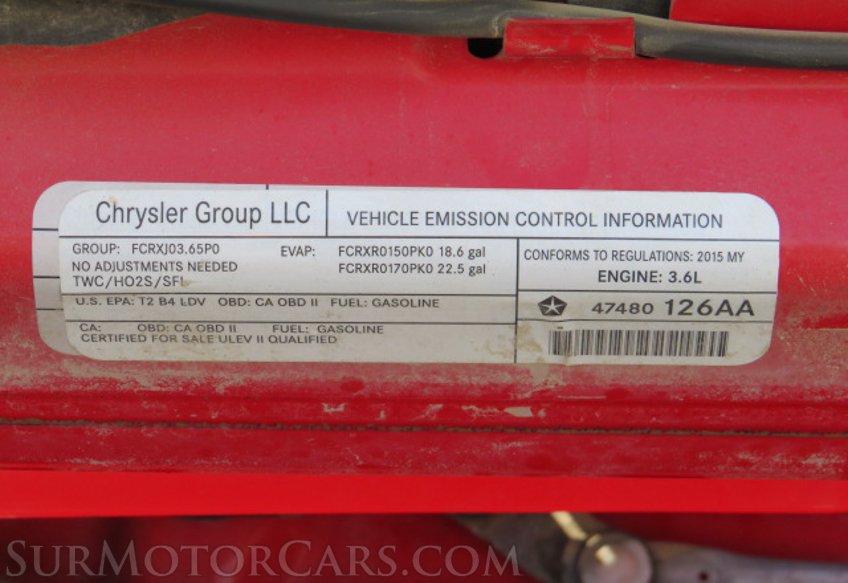 Chrysler Group LLC VEHICLE EMISSION CONTROL INFORMATION
GROUP: FCRXJ03.65P0 EVAP: FCRXR0150PK0 18.6 gal
FCRXR0170PK0 22.5 gal
NO ADJUSTMENTS NEEDED
TWC/HO2S/SFI
CONFORMS TO REGULATIONS: 2015 MY
ENGINE: 3.6L
U.S. EPA: T2 B4 LDV OBD: CA OBD II FUEL: GASOLINE
47480 126AA
CA: OBD: CA OBD II FUEL: GASOLINE
CERTIFIED FOR SALE ULEV II QUALIFIED
SURMOTORCARS.COM